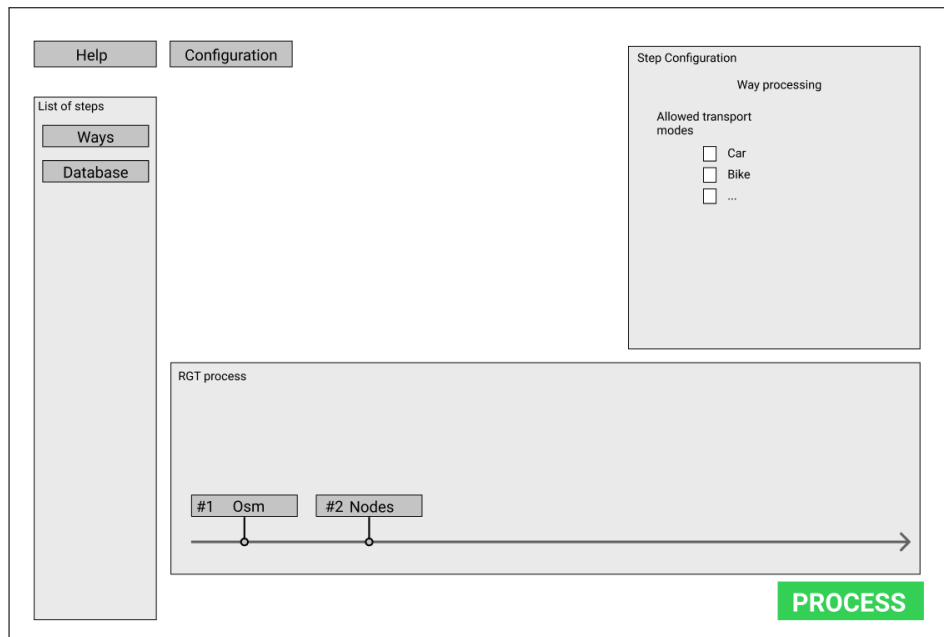 Help
Configuration
List of steps
Ways
Database
Step Configuration
Way processing
Allowed transport
modes
Car
Bike
...
RGT process
#1 Osm
#2 Nodes
PROCESS